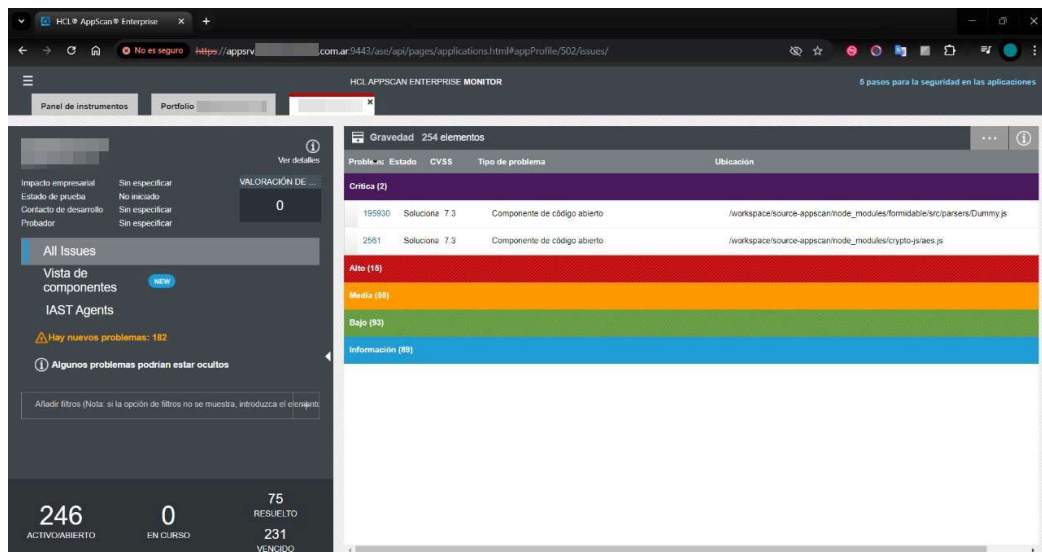 HCL® AppScan® Enterprise
No es seguro https://appsrv .com.ar:9443/ase/api/pages/applications.html#appProfile/502/issues/
HCL APPSCAN ENTERPRISE MONITOR
5 pasos para la seguridad en las aplicaciones
Panel de instrumentos
Portfolio
Ver detalles
Impacto empresarial Sin especificar
Estado de prueba No iniciado
Contacto de desarrollo Sin especificar
Probador Sin especificar
VALORACIÓN DE ...
0
All Issues
Vista de
componentes
NEW
IAST Agents
Hay nuevos problemas: 182
Algunos problemas podrían estar ocultos
Añadir filtros (Nota: si la opción de filtros no se muestra, introduzca el
246
ACTIVO/ABIERTO
0
EN CURSO
75
RESUELTO
231
VENCIDO
Gravedad 254 elementos
Estado CVSS Tipo de problema Ubicación
Crítica (2)
195930 Soluciona 7.3 Componente de código abierto /workspace/source-appscan/node_modules/formidable/src/parsers/Dummy.js
2561 Soluciona 7.3 Componente de código abierto /workspace/source-appscan/node_modules/crypto-js/aes.js
Alto (15)
Media (55)
Bajo (93)
Información (89)